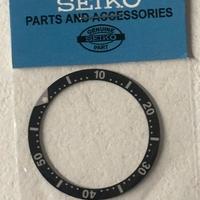 SEIKO
PARTS AND ACCESSORIES
GENUINE
SEIKO
PART
10
20
30
40
50